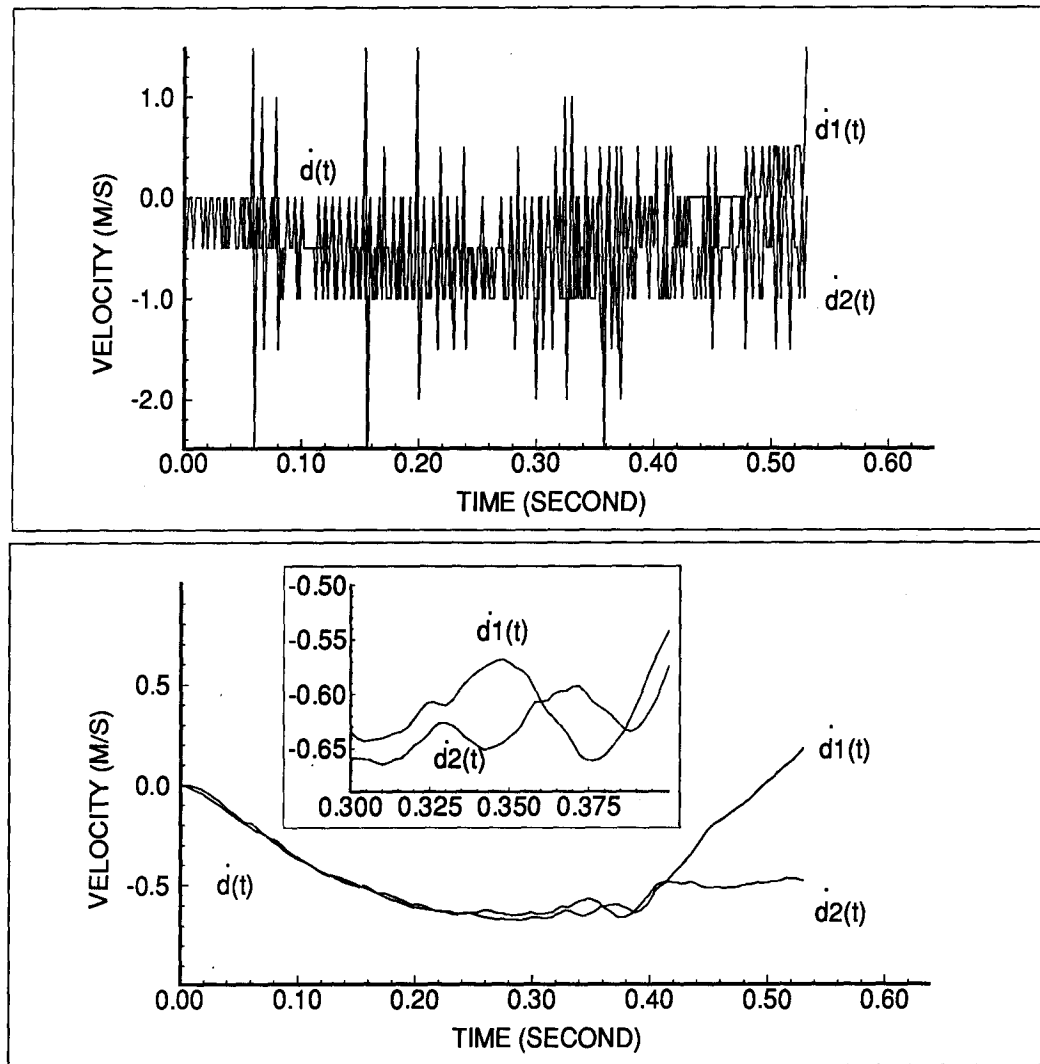 1.0
0.0
-1.0
-2.0
VELOCITY (M/S)
ḋ(t)
ḋ1(t)
ḋ2(t)
0.00 0.10 0.20 0.30 0.40 0.50 0.60
TIME (SECOND)
-0.50
-0.55
-0.60
-0.65
ḋ1(t)
ḋ2(t)
0.300 0.325 0.350 0.375
0.5
0.0
-0.5
VELOCITY (M/S)
ḋ(t)
ḋ1(t)
ḋ2(t)
0.00 0.10 0.20 0.30 0.40 0.50 0.60
TIME (SECOND)